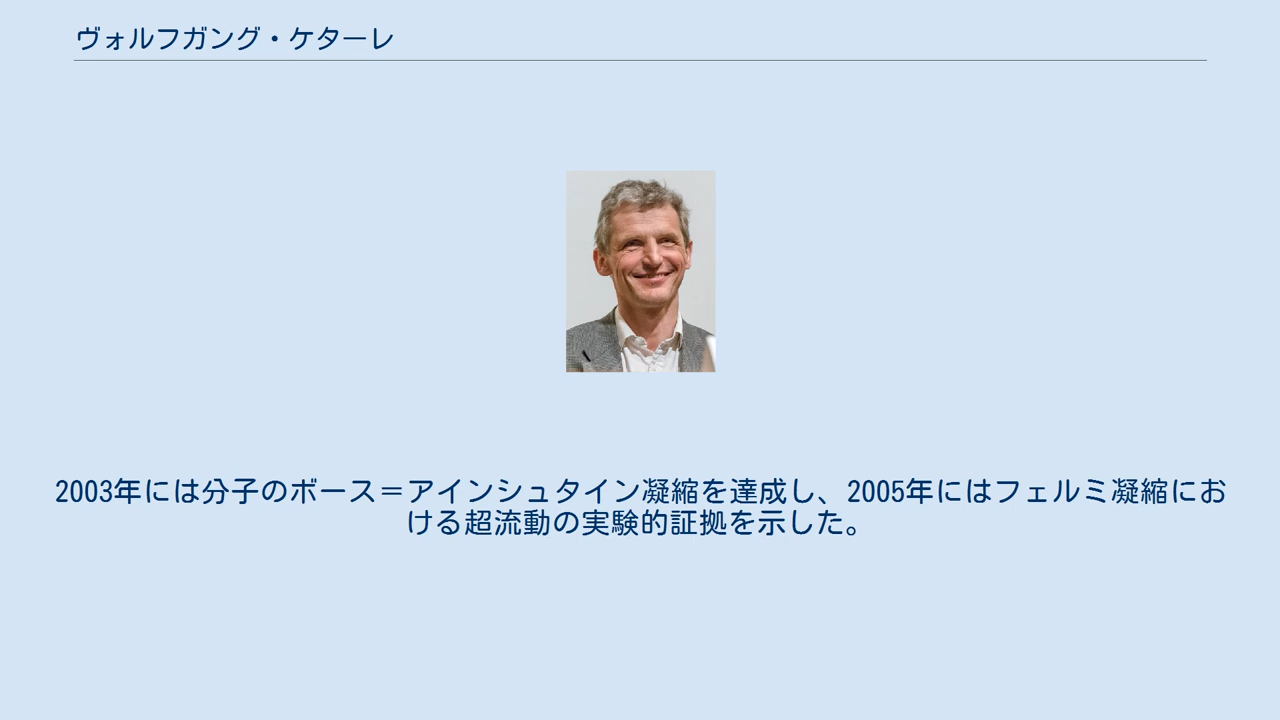 ヴォルフガング・ケターレ
2003年には分子のボース＝アインシュタイン凝縮を達成し、2005年にはフェルミ凝縮にお
ける超流動の実験的証拠を示した。